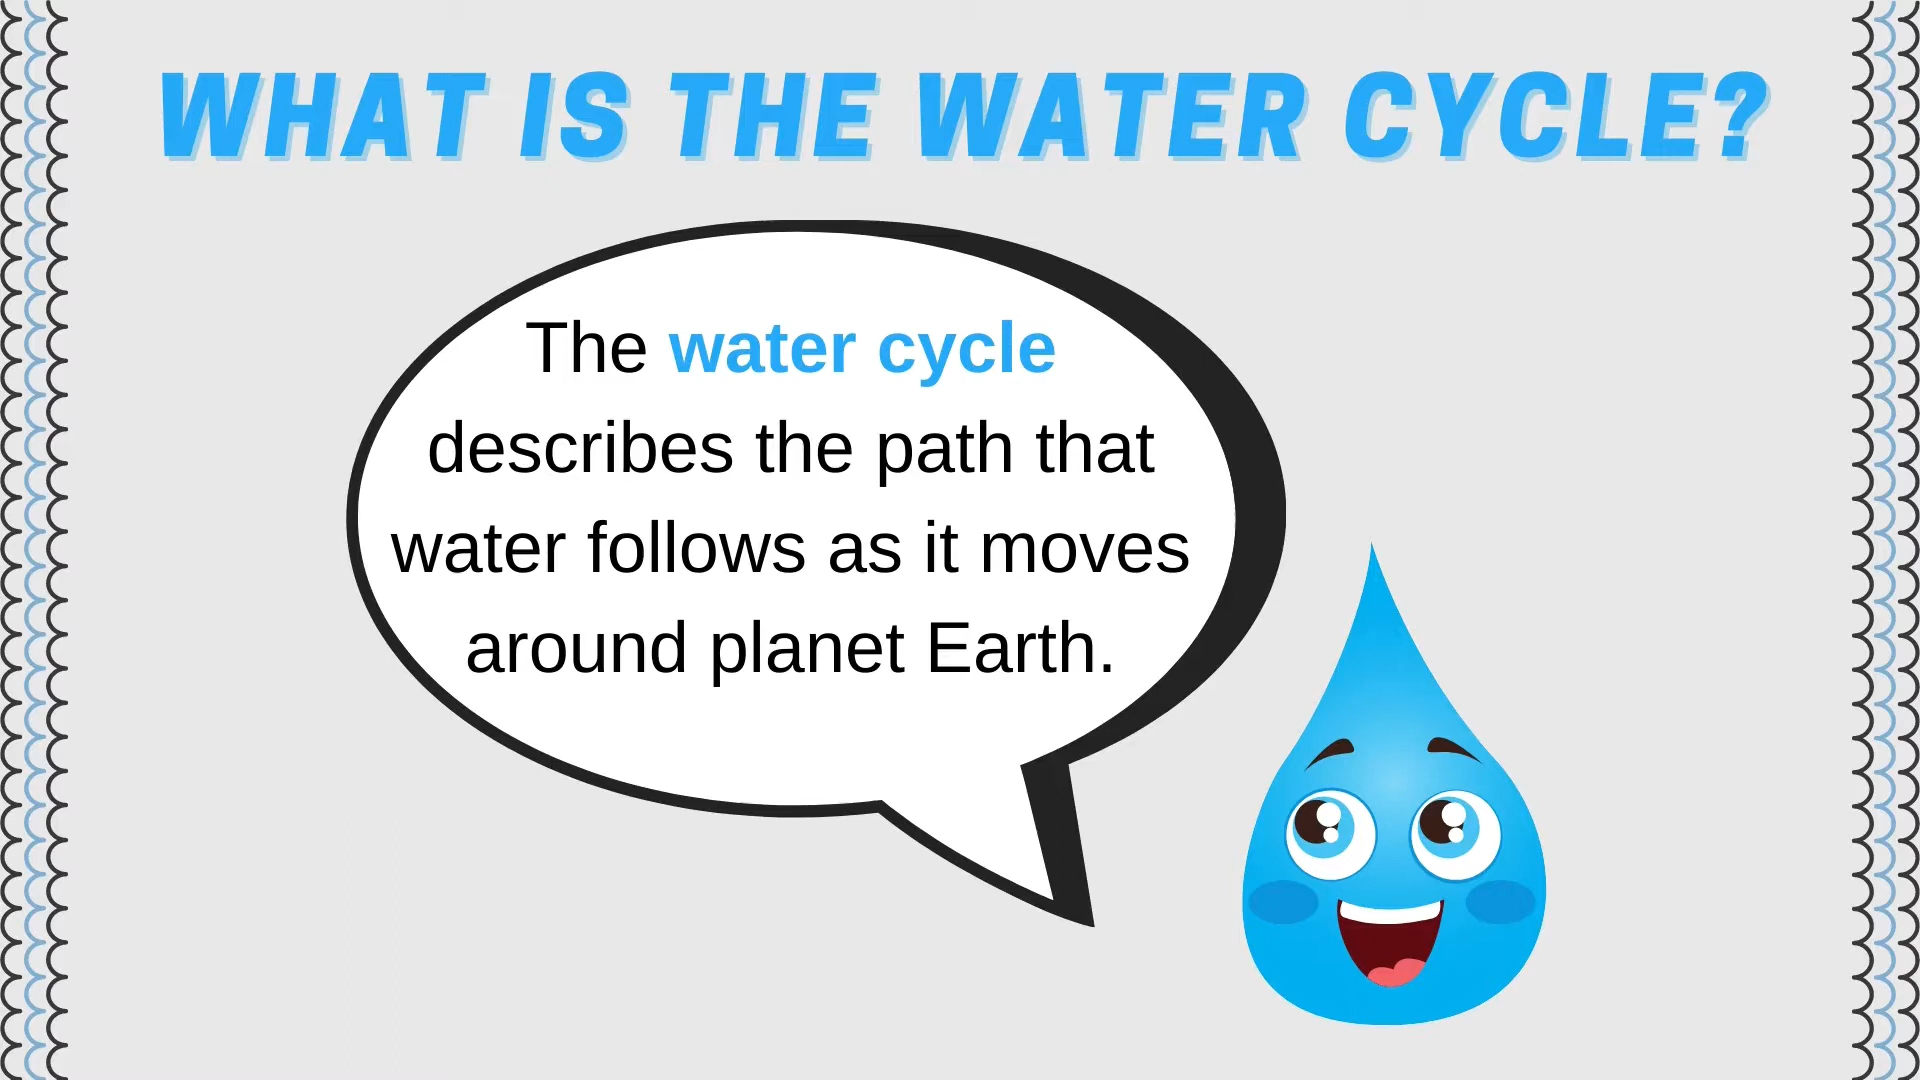 WHAT IS THE WATER CYCLE?
The water cycle
describes the path that
water follows as it moves
around planet Earth.